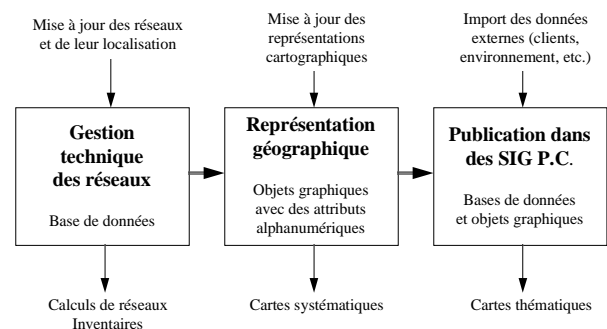 Mise à jour des réseaux
et de leur localisation
Mise à jour des
représentations
cartographiques
Import des données
externes (clients,
environnement, etc.)
Gestion
technique
des réseaux
Base de données
Représentation
géographique
Objets graphiques
avec des attributs
alphanumériques
Publication dans
des SIG P.C.
Bases de données
et objets graphiques
Calculs de réseaux
Inventaires
Cartes systématiques
Cartes thématiques